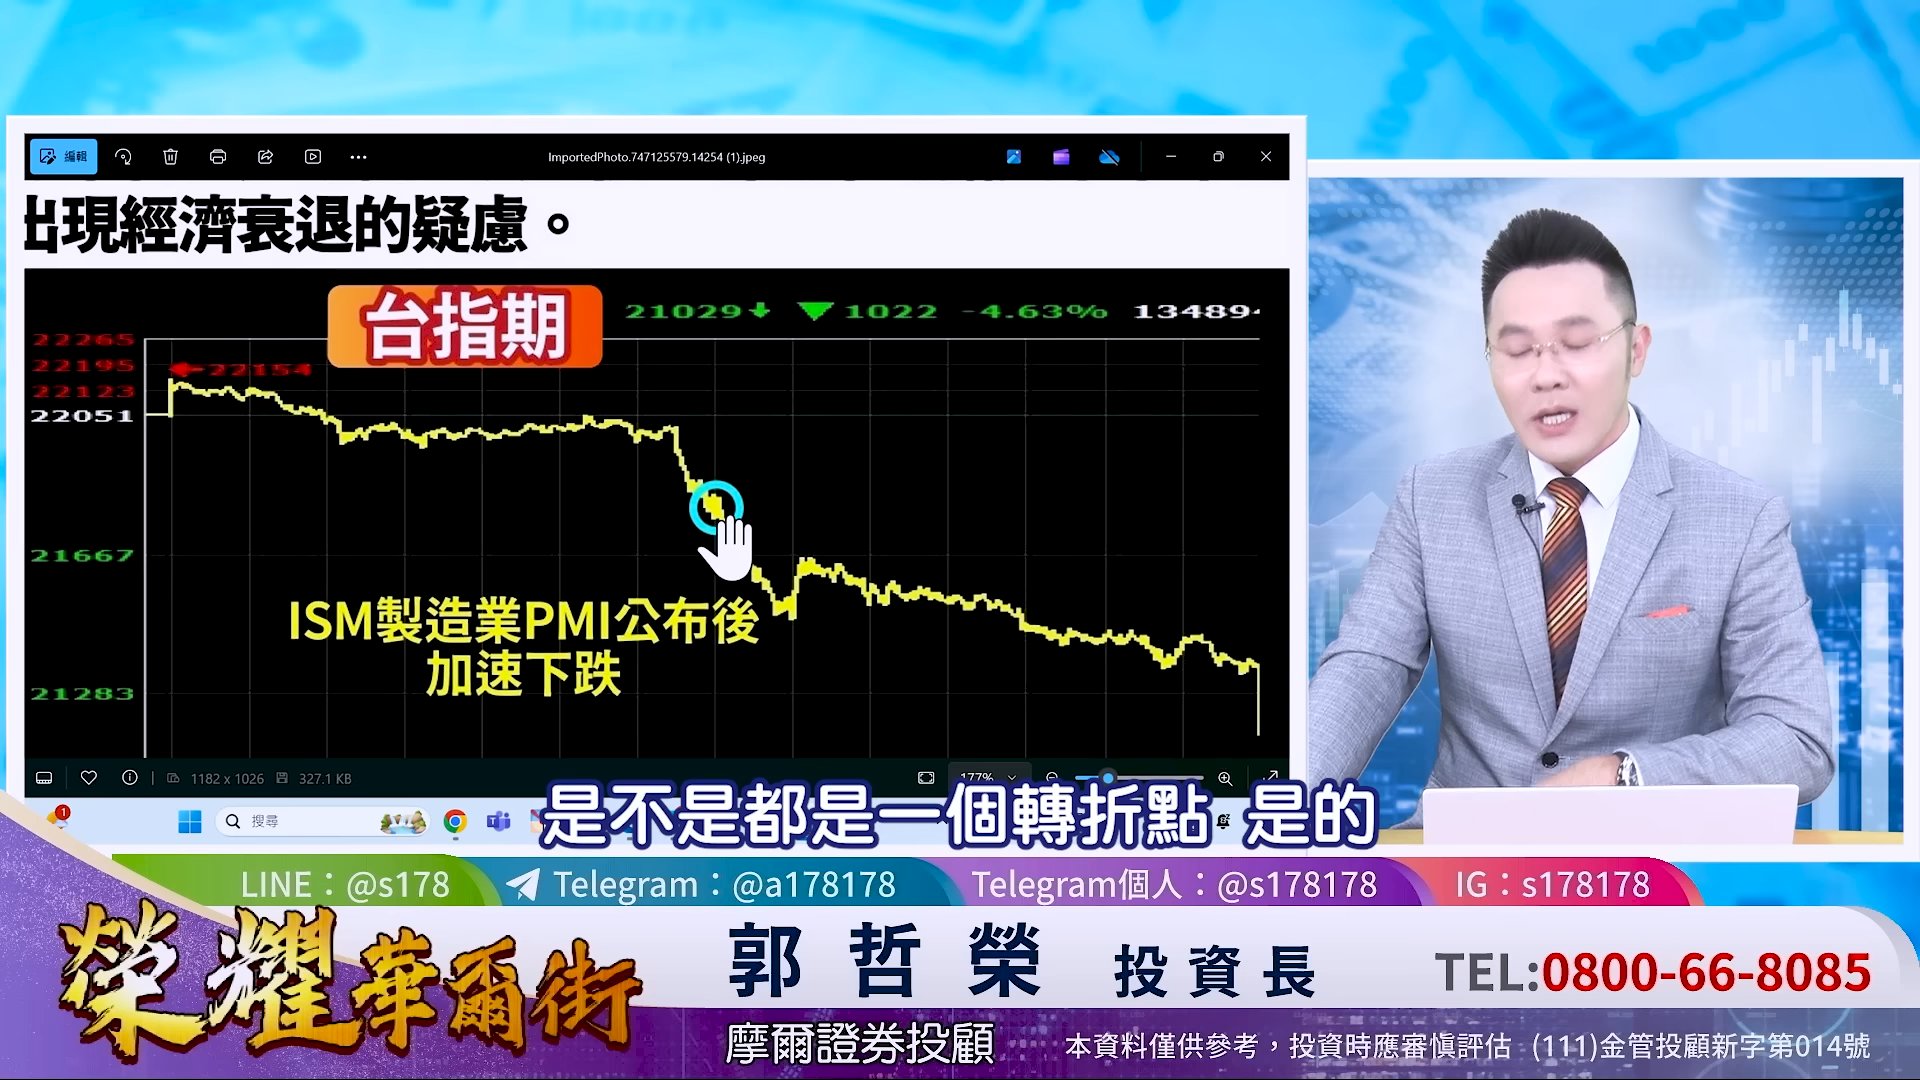 編輯
ImportedPhoto.747125579.14254 (1).jpeg
出現經濟衰退的疑慮。
台指期
21029 1022 -4.63% 13489
22265
22195
22154
22123
22051
21667
ISM製造業PMI公布後
加速下跌
21283
1182 x 1026
327.1 KB
177%
1
搜尋
是不是都是一個轉折點 是的
LINE：@s178
Telegram：@a178178
Telegram個人：@s178178
IG：s178178
榮耀華爾街
郭哲榮 投資長
TEL:0800-66-8085
摩爾證券投顧
本資料僅供參考，投資時應審慎評估 (111)金管投顧新字第014號